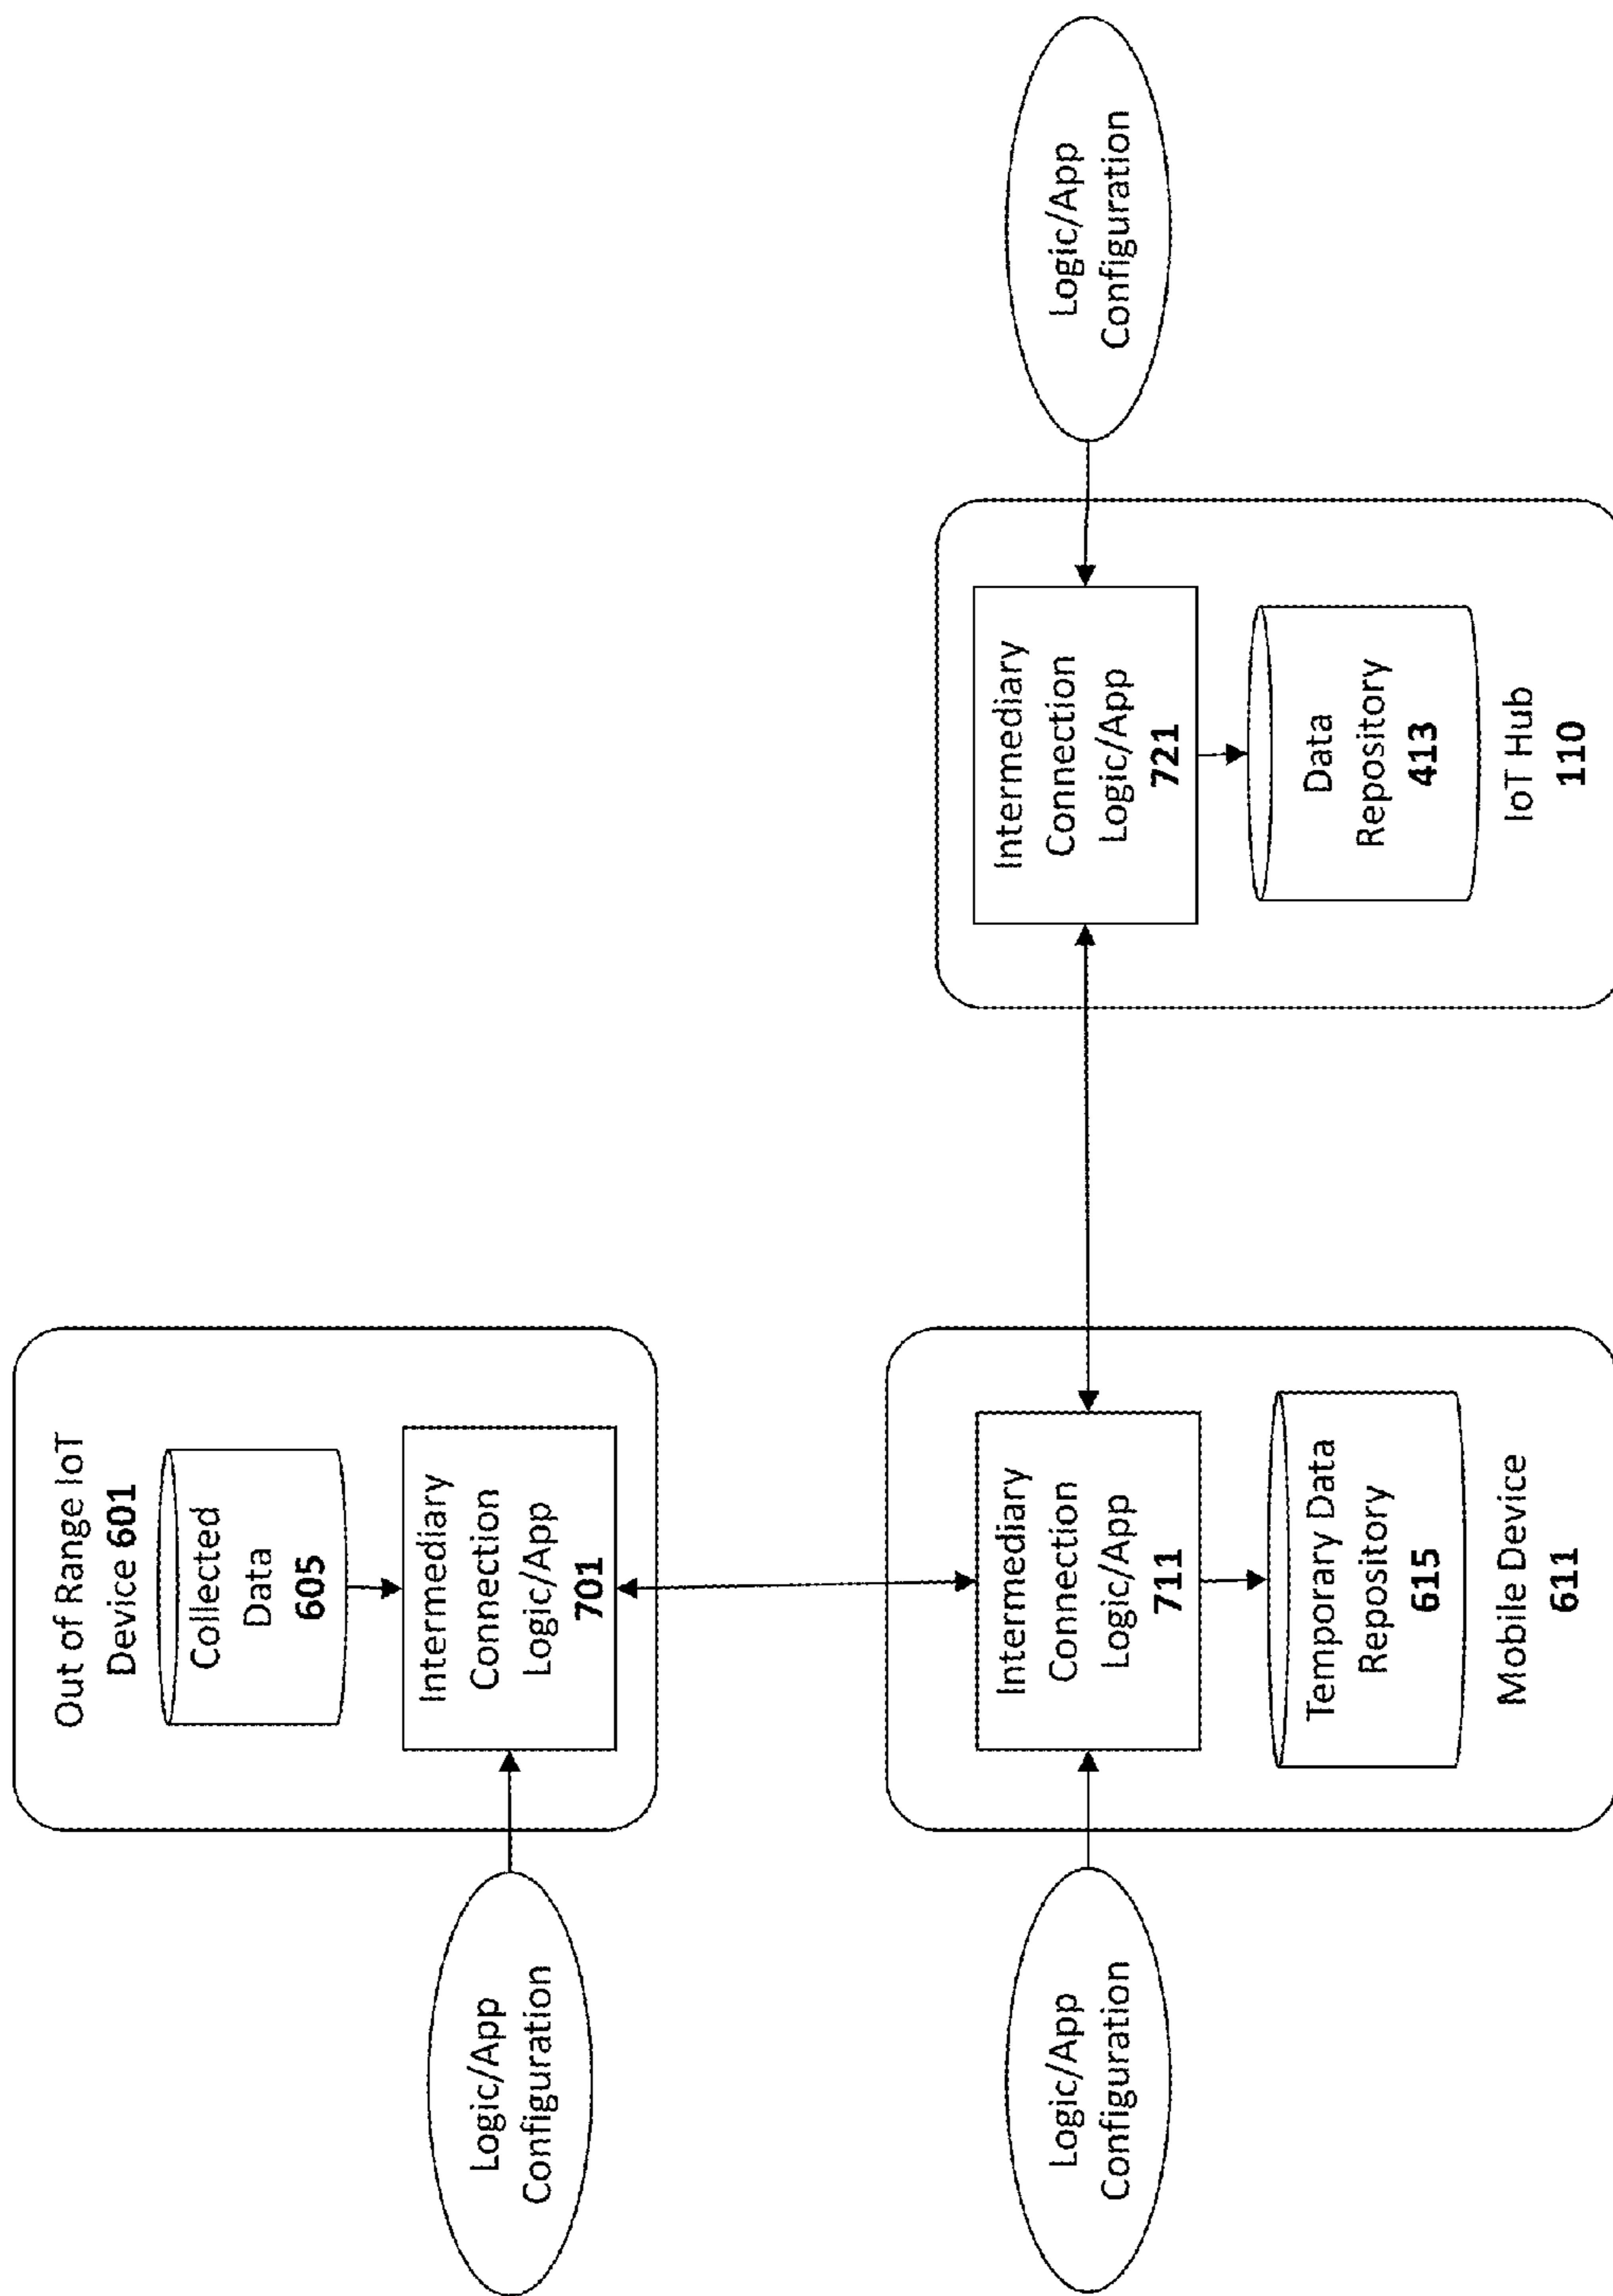 Out of Range IoT
Device 601
Collected
Data
605
Intermediary
Connection
Logic/App
701
Logic/App
Configuration
Logic/App
Configuration
Intermediary
Connection
Logic/App
711
Temporary Data
Repository
615
Mobile Device
611
Intermediary
Connection
Logic/App
721
Data
Repository
413
IoT Hub
110
Logic/App
Configuration